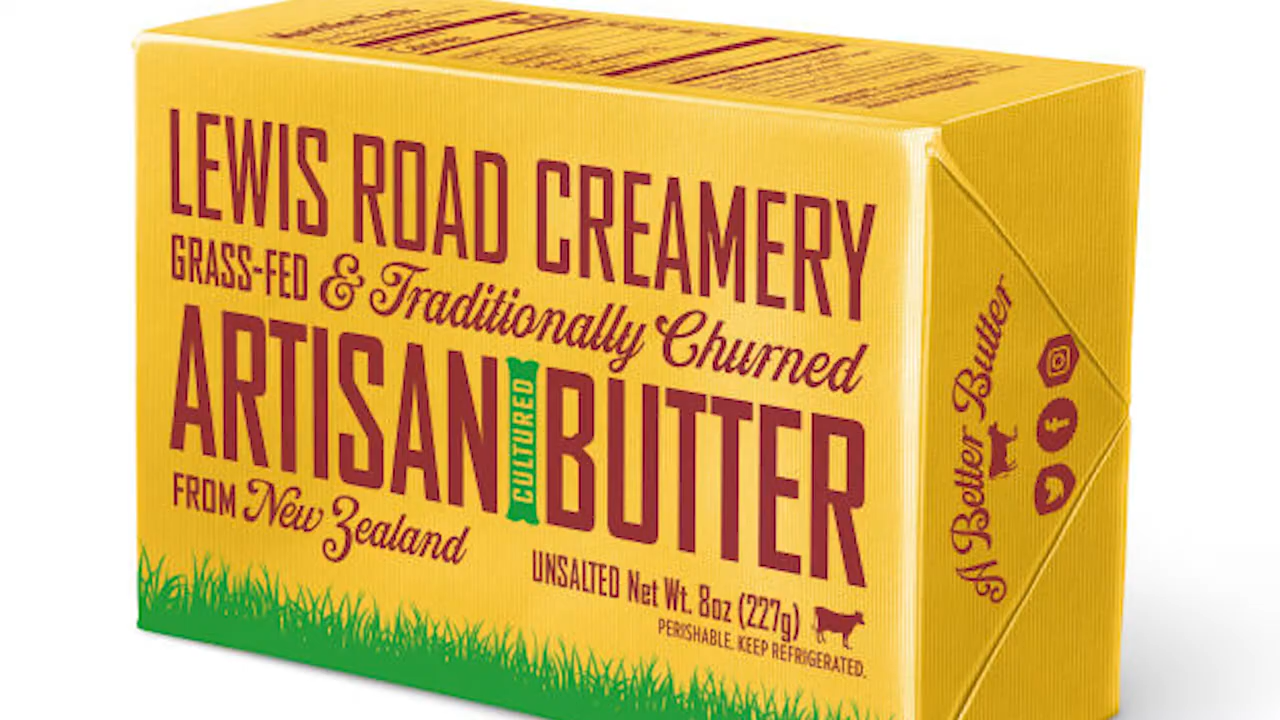 LEWIS ROAD CREAMERY
GRASS-FED & Traditionally Churned
ARTISAN CULTURED BUTTER
FROM New Zealand
UNSALTED Net Wt. 8oz (227g)
PERISHABLE. KEEP REFRIGERATED.
A Better Butter